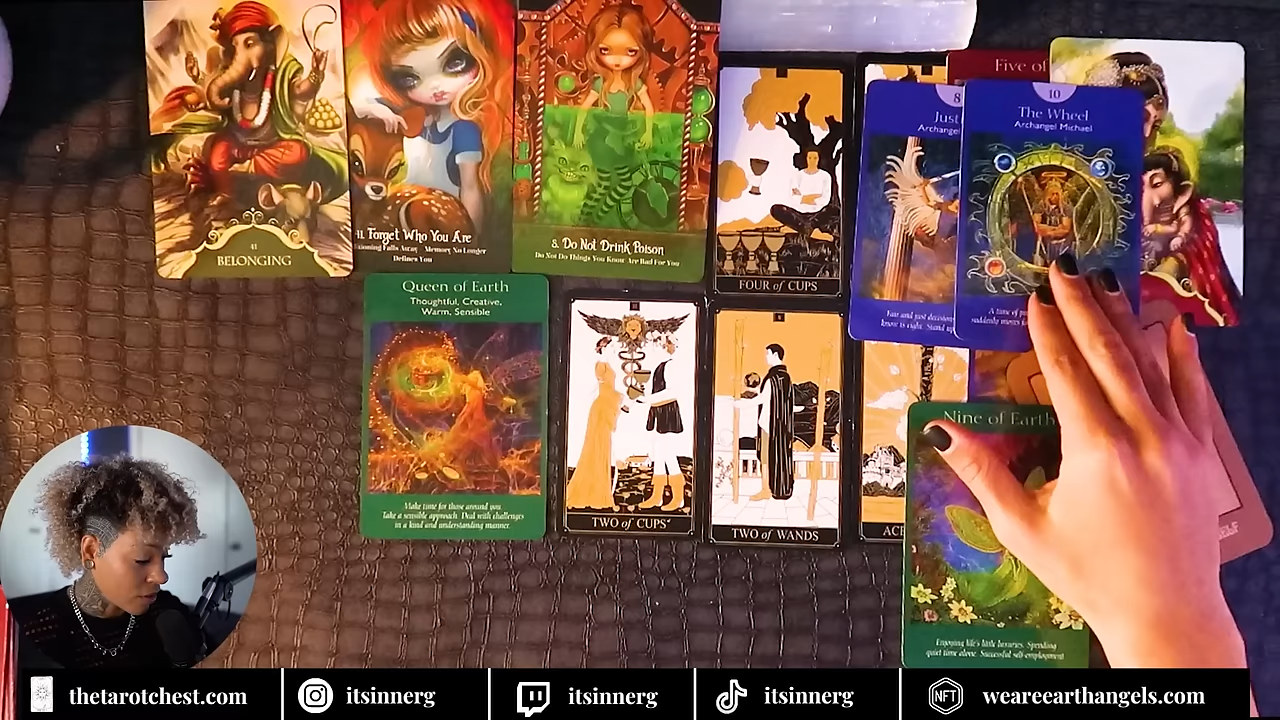 41
BELONGING
41. Forget Who You Are
Falls Away Memory No Longer
Defines You
8. Do Not Drink Poison
Do Not Do Things You Know Are Bad For You
FOUR of CUPS
Five of
8
Just
Archangel
Fair and just decision
know is right. Stand up
10
The Wheel
Archangel Michael
A time of
suddenly moves
Queen of Earth
Thoughtful, Creative,
Warm, Sensible
Make time for those around you.
Take a sensible approach. Deal with challenges
in a kind and understanding manner.
II
TWO of CUPS
TWO of WANDS
ACE
Nine of Earth
Enjoying life's little luxuries. Spending
quiet time alone. Successful self-employment
ELF
thetarotchest.com
itsinnerg
itsinnerg
itsinnerg
NFT
weareearthangels.com